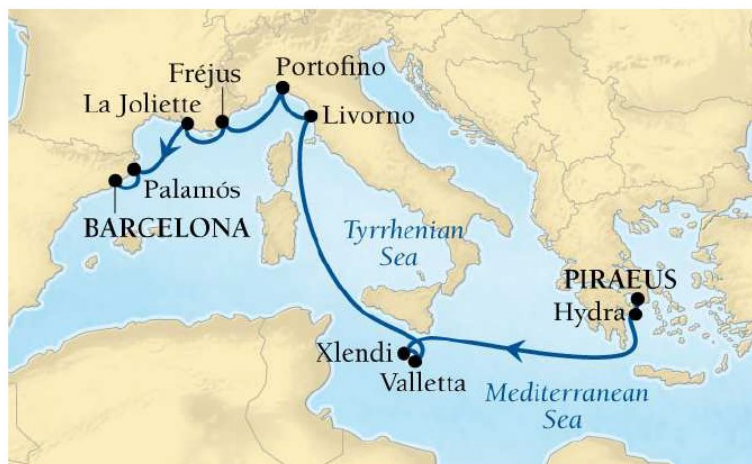 Fréjus
Portofino
La Joliette
Livorno
Palamós
BARCELONA
Tyrrhenian
Sea
PIRAEUS
Hydra
Xlendi
Valletta
Mediterranean
Sea